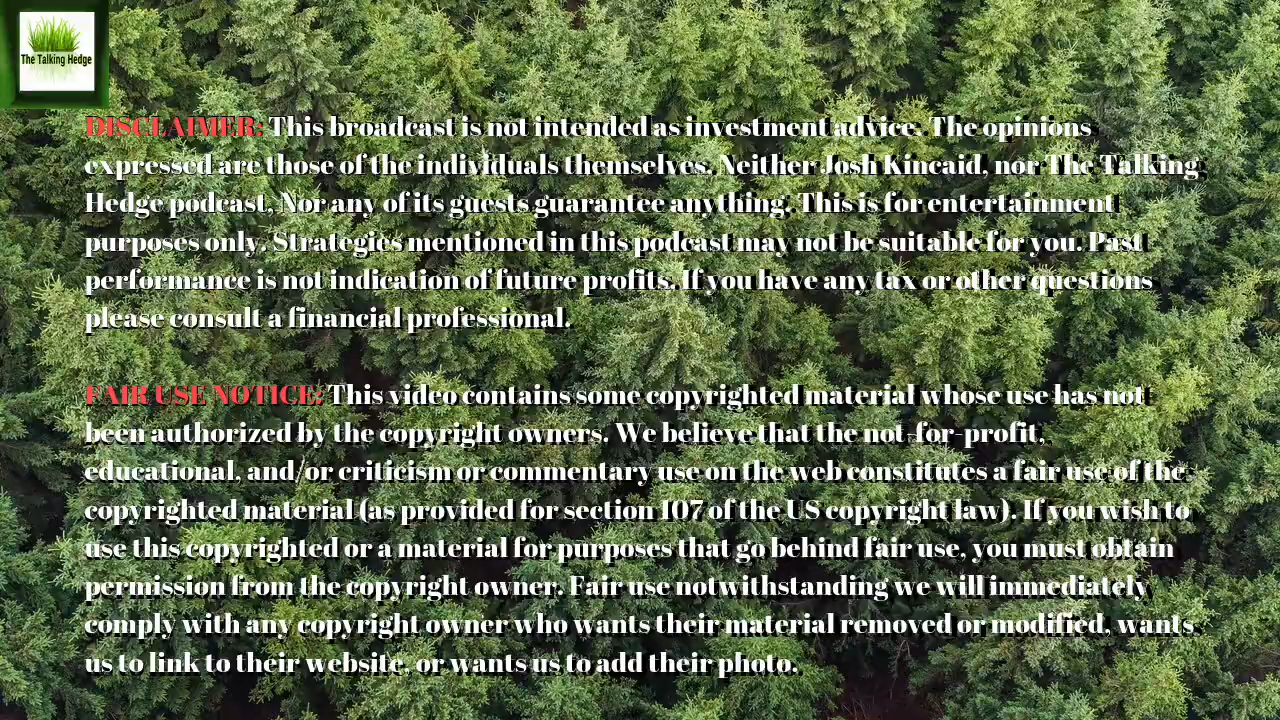 The Talking Hedge
DISCLAIMER: This broadcast is not intended as investment advice. The opinions
expressed are those of the individuals themselves. Neither Josh Kincaid, nor The Talking
Hedge podcast, Nor any of its guests guarantee anything. This is for entertainment
purposes only. Strategies mentioned in this podcast may not be suitable for you. Past
performance is not indication of future profits. If you have any tax or other questions
please consult a financial professional.
FAIR USE NOTICE: This video contains some copyrighted material whose use has not
been authorized by the copyright owners. We believe that the not-for-profit,
educational, and/or criticism or commentary use on the web constitutes a fair use of the
copyrighted material (as provided for section 107 of the US copyright law). If you wish to
use this copyrighted or a material for purposes that go behind fair use, you must obtain
permission from the copyright owner. Fair use notwithstanding we will immediately
comply with any copyright owner who wants their material removed or modified, wants
us to link to their website, or wants us to add their photo.